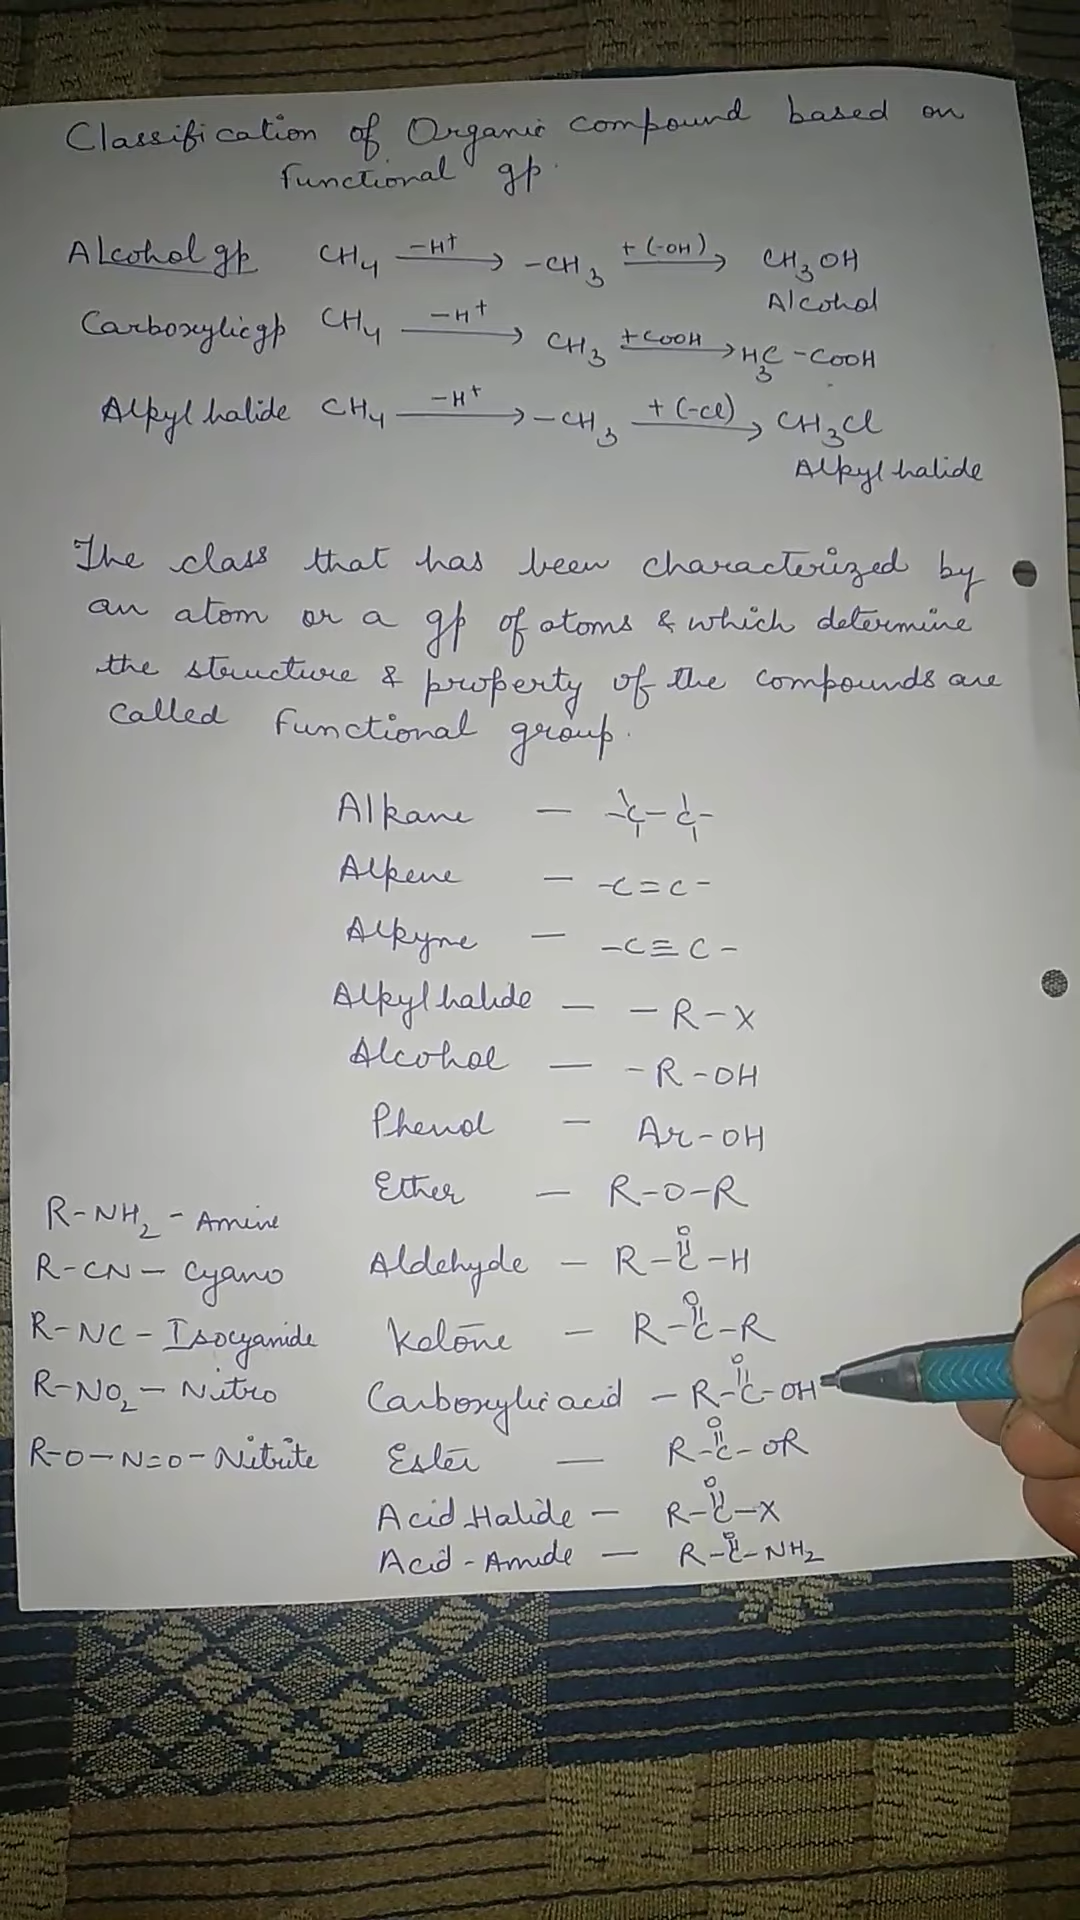 Classification of Organic compound based on
functional gp.
Alcohol gp CH4 —-H+→ -CH3 —+(-OH)→ CH3OH
Alcohol
Carboxylic gp CH4 —-H+→ CH3 —+COOH→ H3C-COOH
Alkyl halide CH4 —-H+→ -CH3 —+(-Cl)→ CH3Cl
Alkyl halide
The class that has been characterized by
an atom or a gp of atoms & which determine
the structure & property of the compounds are
called functional group.
Alkane — -C-C-
Alkene — -C=C-
Alkyne — -C≡C-
Alkyl halide — -R-X
Alcohol — -R-OH
Phenol — Ar-OH
Ether — R-O-R
Aldehyde — R-C(=O)-H
Ketone — R-C(=O)-R
Carboxylic acid — R-C(=O)-OH
Ester — R-C(=O)-OR
Acid Halide — R-C(=O)-X
Acid-Amide — R-C(=O)-NH2
R-NH2 - Amine
R-CN — Cyano
R-NC - Isocyanide
R-NO2 — Nitro
R-O-N=O - Nitrite